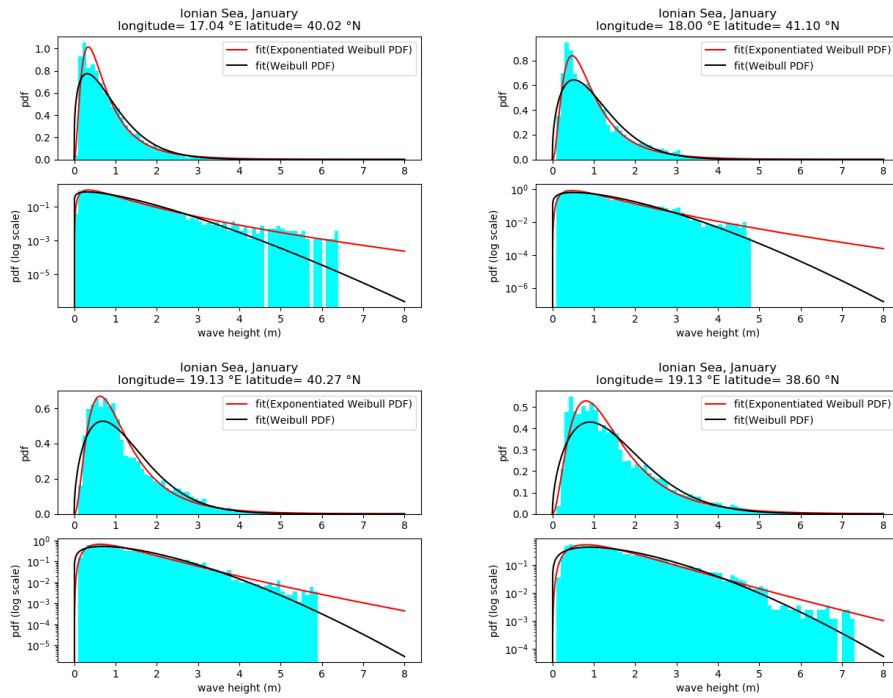 Ionian Sea, January
longitude= 17.04 °E latitude= 40.02 °N
1.0
0.8
0.6
0.4
0.2
0.0
pdf
fit(Exponentiated Weibull PDF)
fit(Weibull PDF)
0 1 2 3 4 5 6 7 8
10⁻¹
10⁻³
10⁻⁵
pdf (log scale)
0 1 2 3 4 5 6 7 8
wave height (m)
Ionian Sea, January
longitude= 18.00 °E latitude= 41.10 °N
0.8
0.6
0.4
0.2
0.0
pdf
fit(Exponentiated Weibull PDF)
fit(Weibull PDF)
0 1 2 3 4 5 6 7 8
10⁰
10⁻²
10⁻⁴
10⁻⁶
pdf (log scale)
0 1 2 3 4 5 6 7 8
wave height (m)
Ionian Sea, January
longitude= 19.13 °E latitude= 40.27 °N
0.6
0.4
0.2
0.0
pdf
fit(Exponentiated Weibull PDF)
fit(Weibull PDF)
0 1 2 3 4 5 6 7 8
10⁰
10⁻¹
10⁻²
10⁻³
10⁻⁴
10⁻⁵
pdf (log scale)
0 1 2 3 4 5 6 7 8
wave height (m)
Ionian Sea, January
longitude= 19.13 °E latitude= 38.60 °N
0.5
0.4
0.3
0.2
0.1
0.0
pdf
fit(Exponentiated Weibull PDF)
fit(Weibull PDF)
0 1 2 3 4 5 6 7 8
10⁻¹
10⁻²
10⁻³
10⁻⁴
pdf (log scale)
0 1 2 3 4 5 6 7 8
wave height (m)